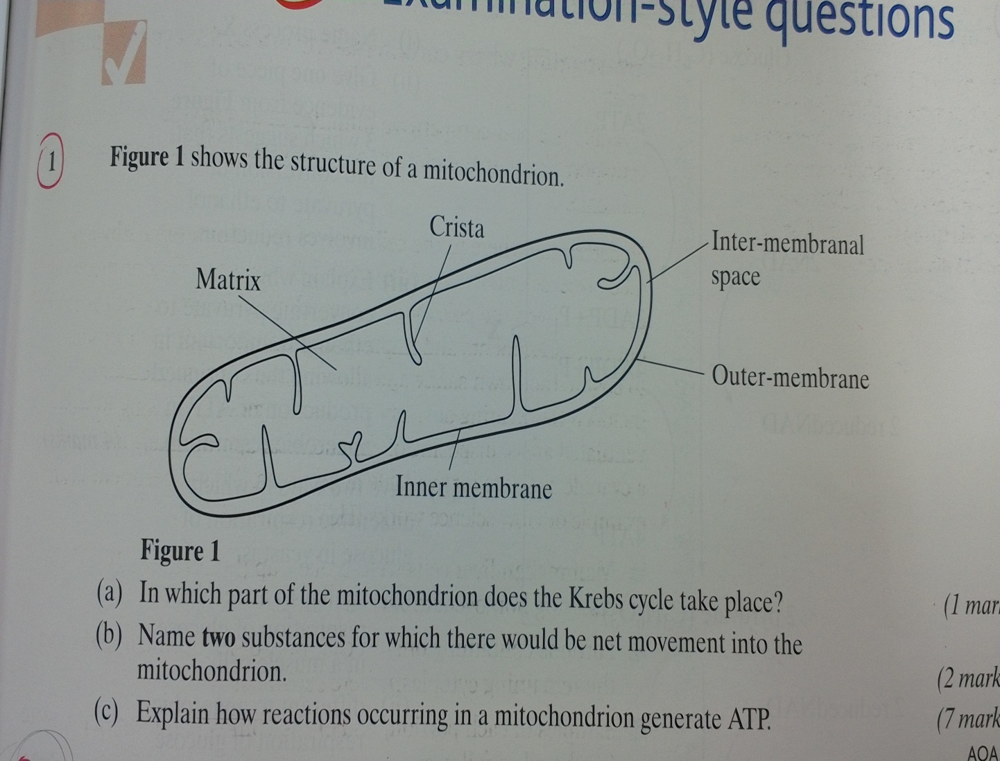 Examination-style questions
1 Figure 1 shows the structure of a mitochondrion.
Crista
Inter-membranal
space
Matrix
Outer-membrane
Inner membrane
Figure 1
(a) In which part of the mitochondrion does the Krebs cycle take place? (1 mar
(b) Name two substances for which there would be net movement into the
mitochondrion. (2 mark
(c) Explain how reactions occurring in a mitochondrion generate ATP. (7 mark
AQA